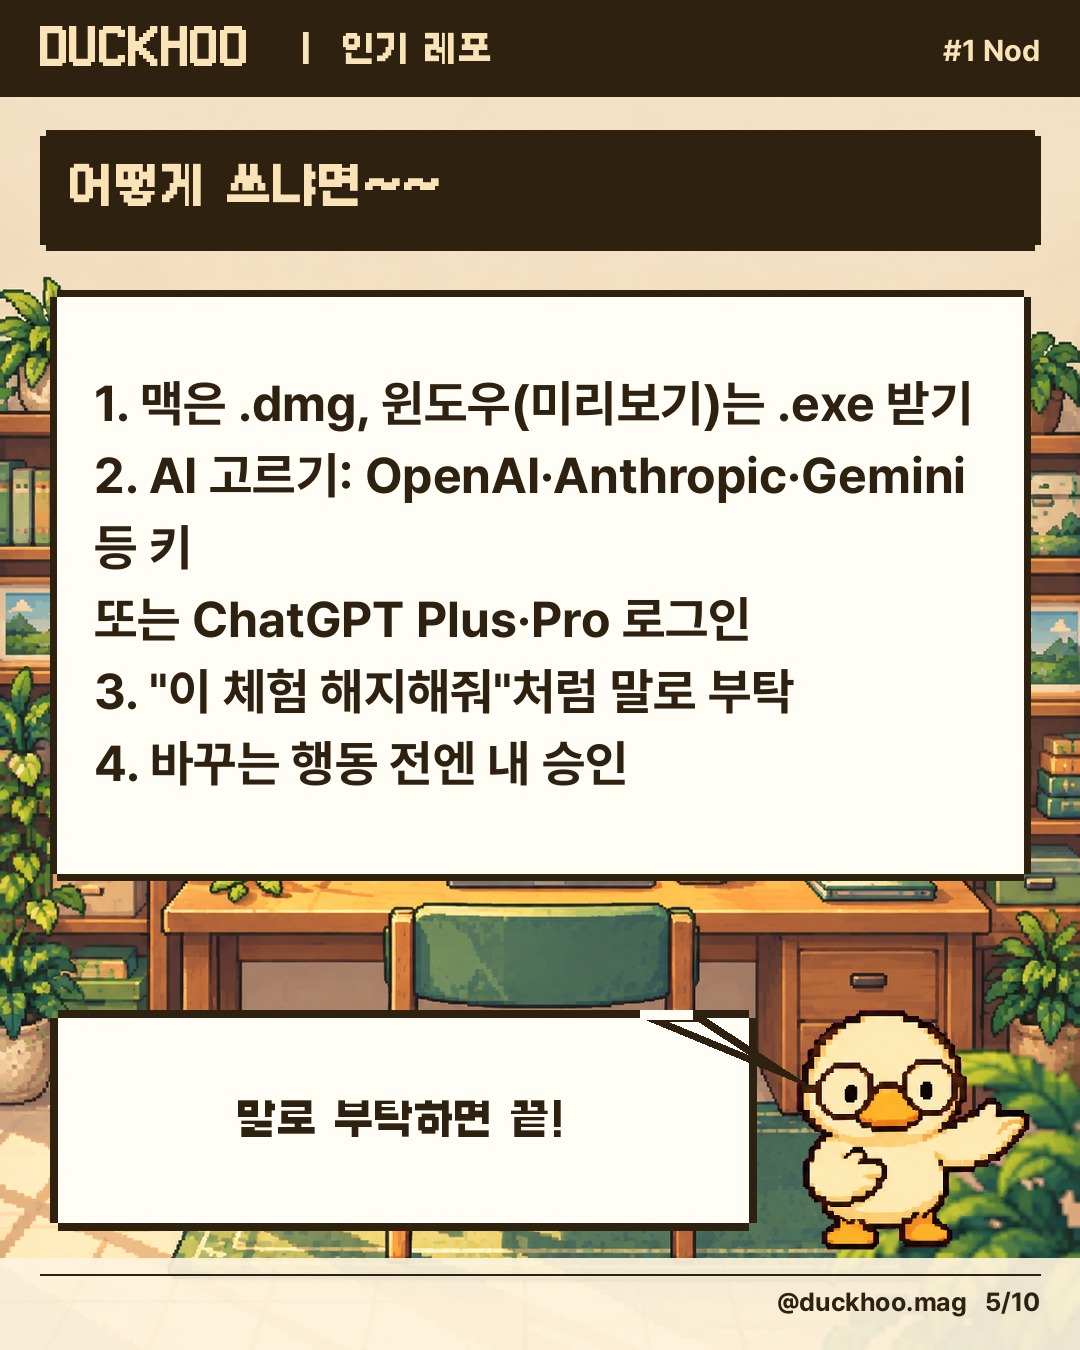 DUCKHOO | 인기 레포
#1 Nod
어떻게 쓰냐면~~
1. 맥은 .dmg, 윈도우(미리보기)는 .exe 받기
2. AI 고르기: OpenAI·Anthropic·Gemini
등 키
또는 ChatGPT Plus·Pro 로그인
3. "이 체험 해지해줘"처럼 말로 부탁
4. 바꾸는 행동 전엔 내 승인
말로 부탁하면 끝!
@duckhoo.mag 5/10